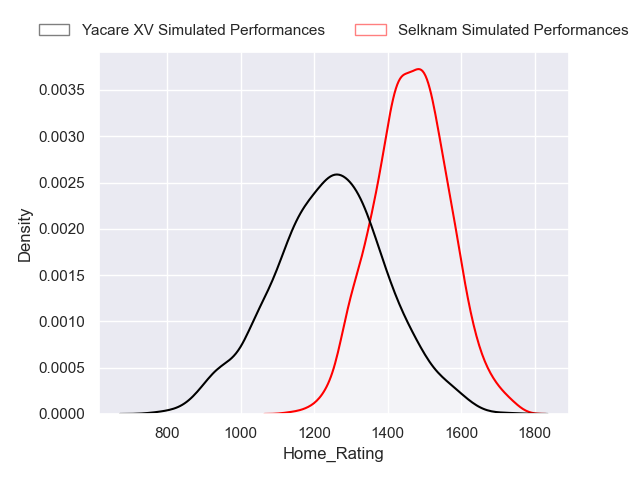 Yacare XV Simulated Performances Selknam Simulated Performances
0.0035
0.0030
0.0025
0.0020
0.0015
0.0010
0.0005
0.0000
Density
800 1000 1200 1400 1600 1800
Home_Rating